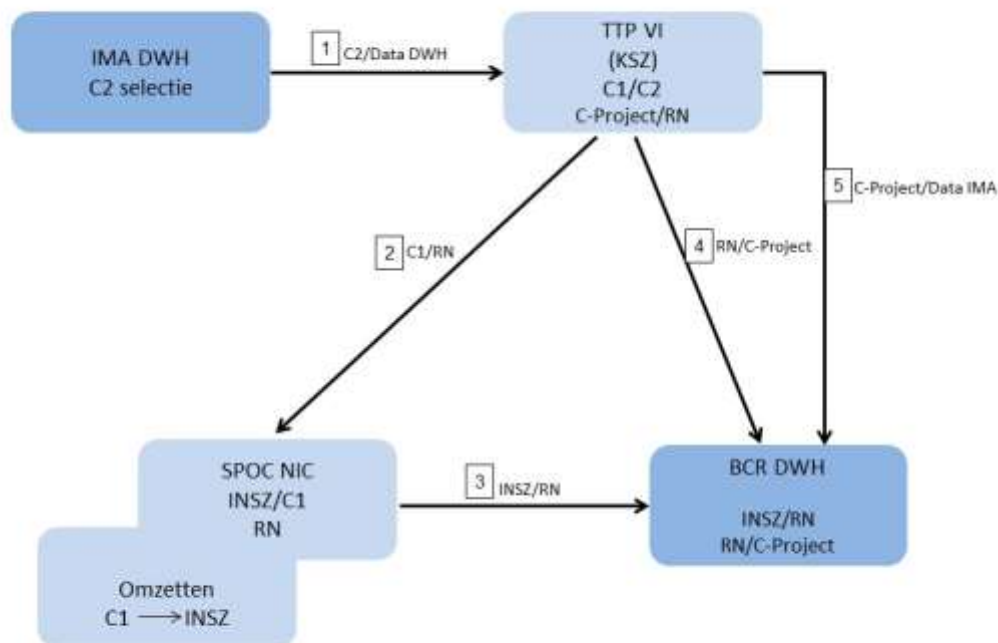 IMA DWH
C2 selectie
1 C2/Data DWH
TTP VI
(KSZ)
C1/C2
C-Project/RN
5 C-Project/Data IMA
2 C1/RN
4 RN/C-Project
SPOC NIC
INSZ/C1
RN
3 INSZ/RN
BCR DWH
INSZ/RN
RN/C-Project
Omzetten
C1 → INSZ